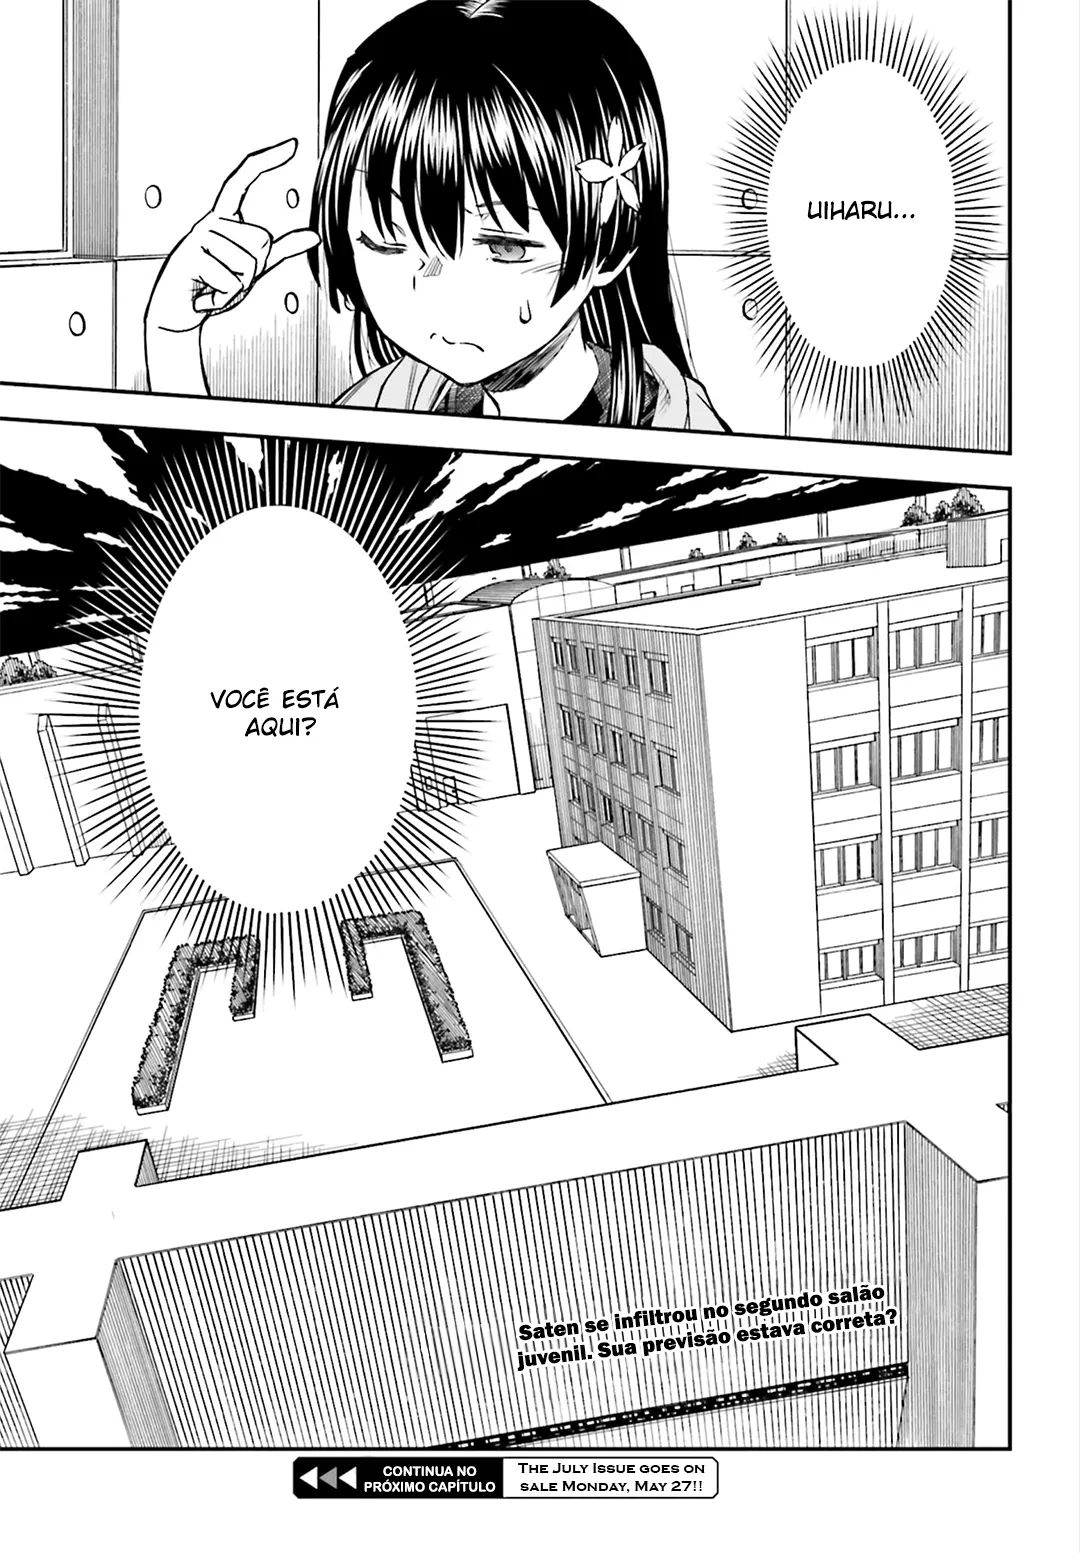 UIHARU...
VOCÊ ESTÁ
AQUI?
Saten se infiltrou no segundo salão
juvenil. Sua previsão estava correta?
CONTINUA NO
PRÓXIMO CAPÍTULO
THE JULY ISSUE GOES ON
SALE MONDAY, MAY 27!!